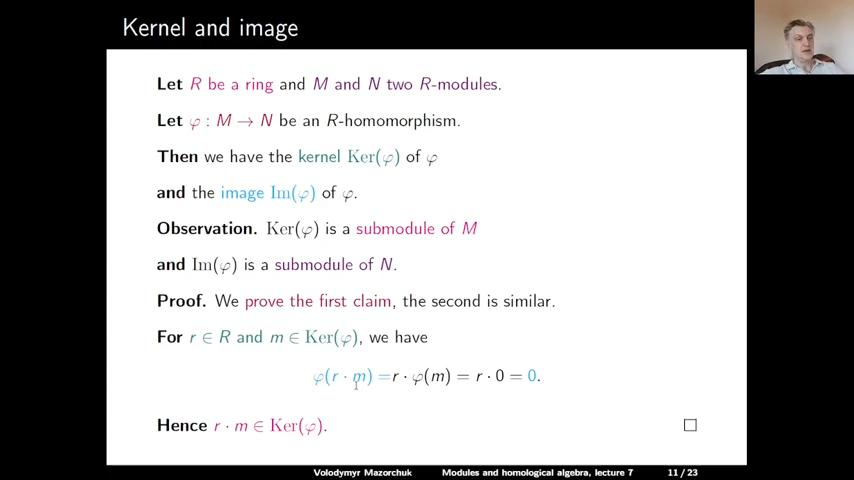 Kernel and image
Let R be a ring and M and N two R-modules.
Let φ : M → N be an R-homomorphism.
Then we have the kernel Ker(φ) of φ
and the image Im(φ) of φ.
Observation. Ker(φ) is a submodule of M
and Im(φ) is a submodule of N.
Proof. We prove the first claim, the second is similar.
For r ∈ R and m ∈ Ker(φ), we have
φ(r · m) = r · φ(m) = r · 0 = 0.
Hence r · m ∈ Ker(φ). □
Volodymyr Mazorchuk Modules and homological algebra, lecture 7 11 / 23